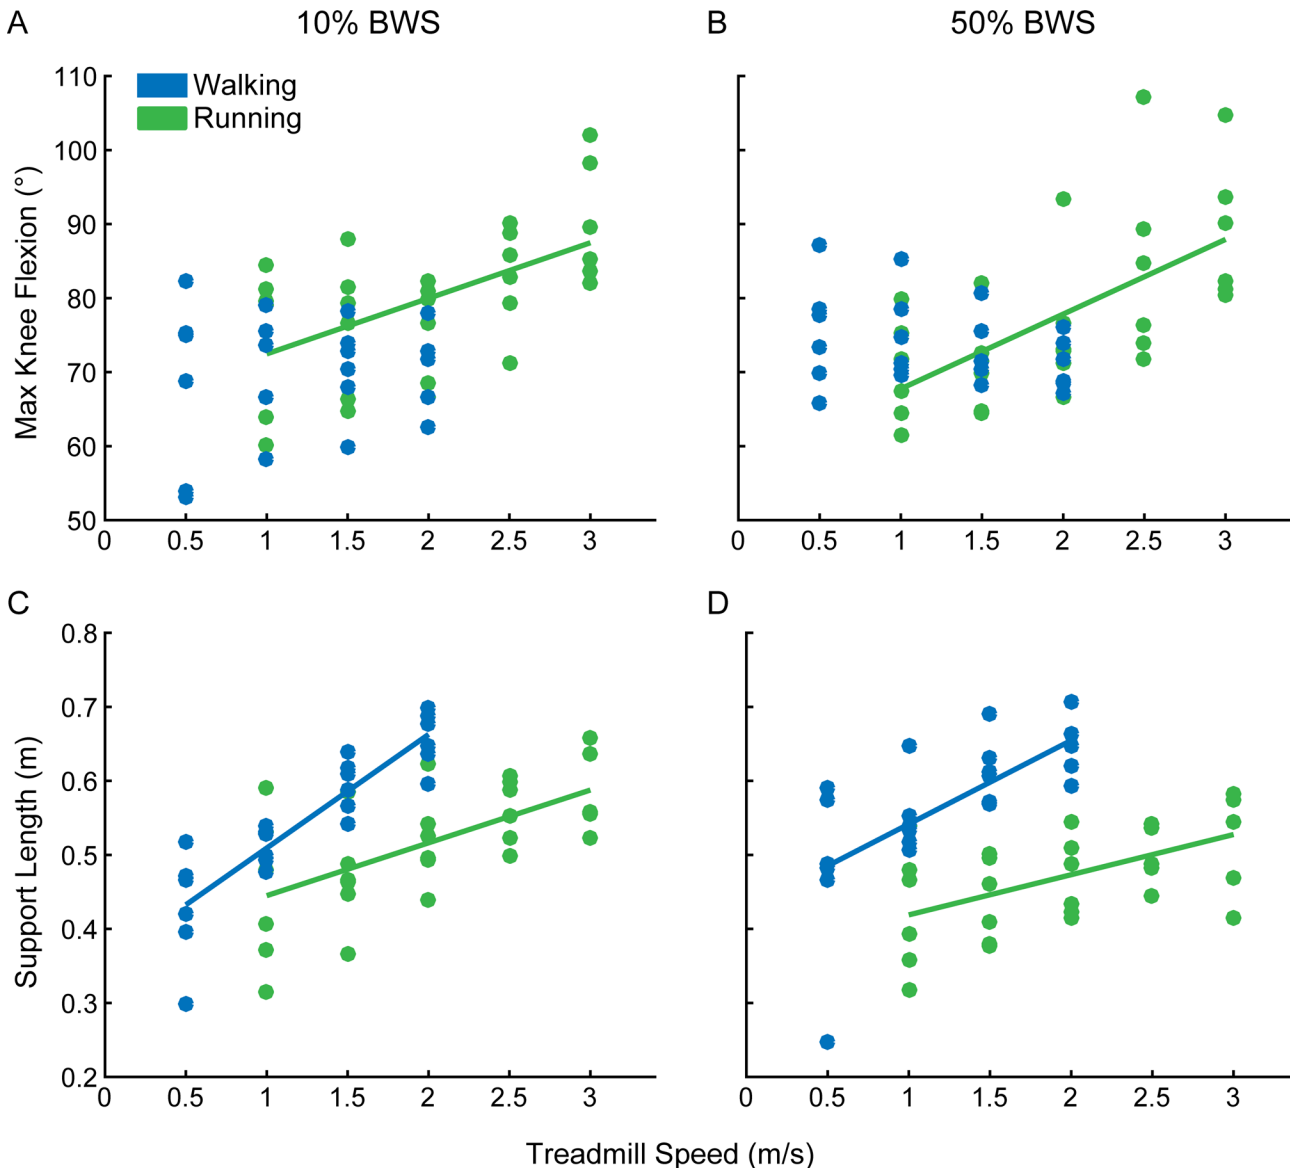 A
10% BWS
B
50% BWS
Walking
Running
Max Knee Flexion (°)
110
100
90
80
70
60
50
0 0.5 1 1.5 2 2.5 3
0 0.5 1 1.5 2 2.5 3
C
D
Support Length (m)
0.8
0.7
0.6
0.5
0.4
0.3
0.2
0 0.5 1 1.5 2 2.5 3
0 0.5 1 1.5 2 2.5 3
Treadmill Speed (m/s)